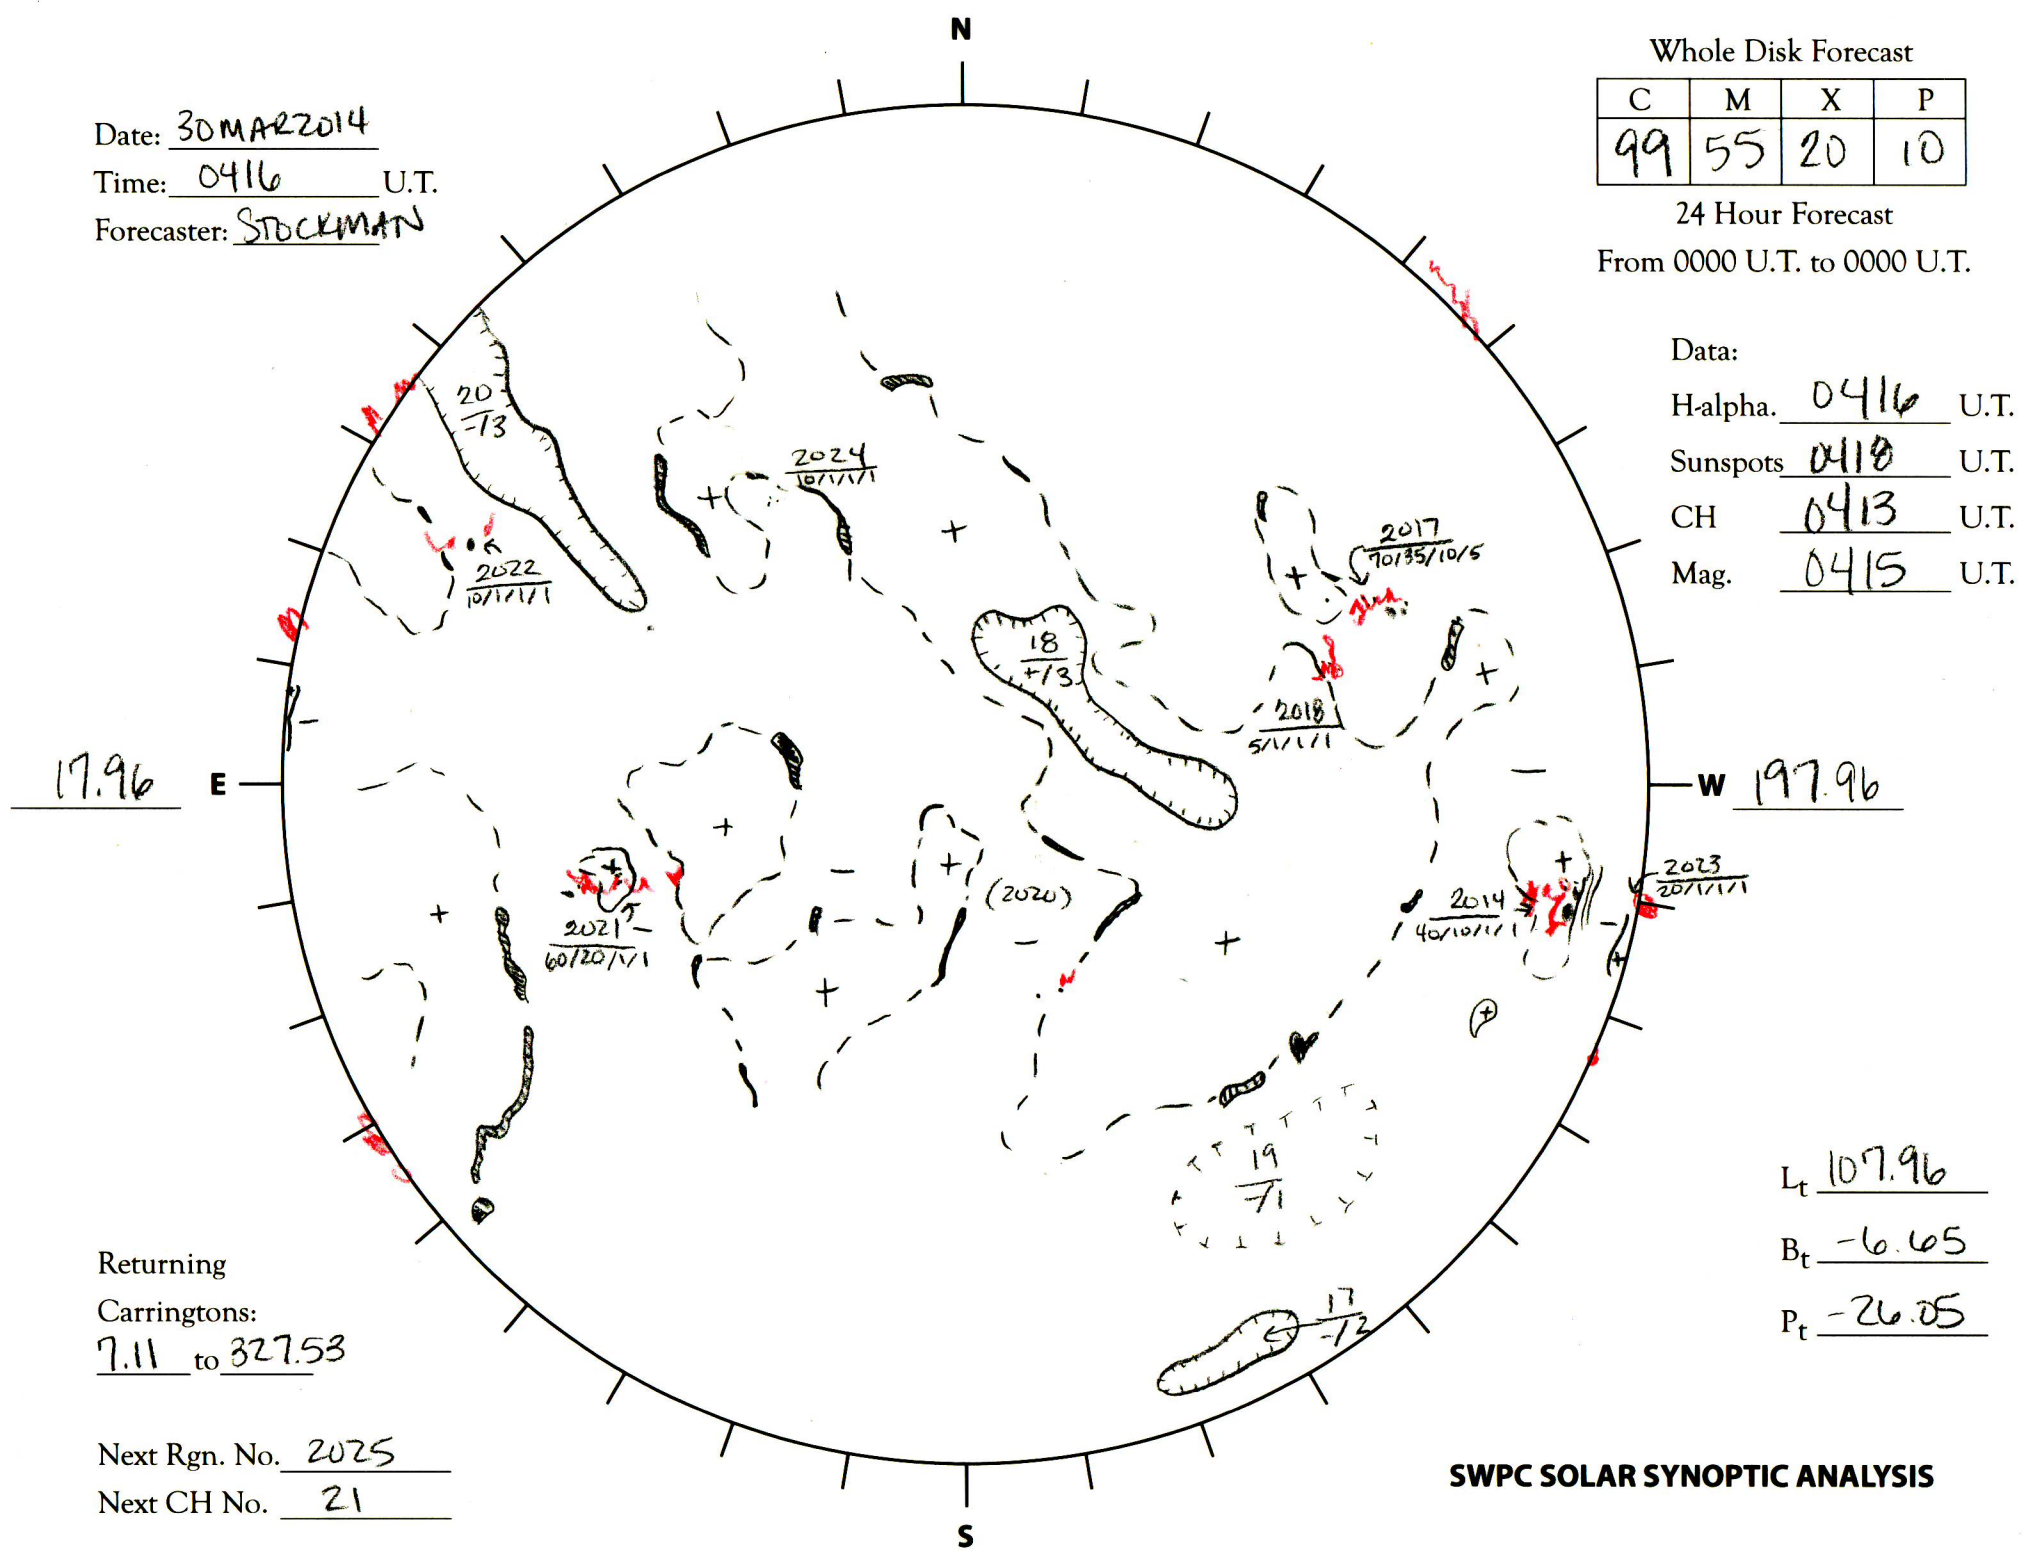 N
Whole Disk Forecast
C M X P
99 55 20 10
24 Hour Forecast
From 0000 U.T. to 0000 U.T.
Date: 30MAR2014
Time: 0416 U.T.
Forecaster: STOCKMAN
Data:
H-alpha. 0416 U.T.
Sunspots 0418 U.T.
CH 0413 U.T.
Mag. 0415 U.T.
20
-/3
2024
10/1/1/1
2017
70/35/10/5
2022
10/1/1/1
18
+/3
2018
5/1/1/1
17.96 E
W 197.96
2023
20/1/1/1
(2020)
2014
40/10/1/1
2021
60/20/1/1
19
-/1
17
-/2
Lt 107.96
Bt -6.65
Pt -26.05
Returning
Carringtons:
7.11 to 327.53
Next Rgn. No. 2025
Next CH No. 21
SWPC SOLAR SYNOPTIC ANALYSIS
S